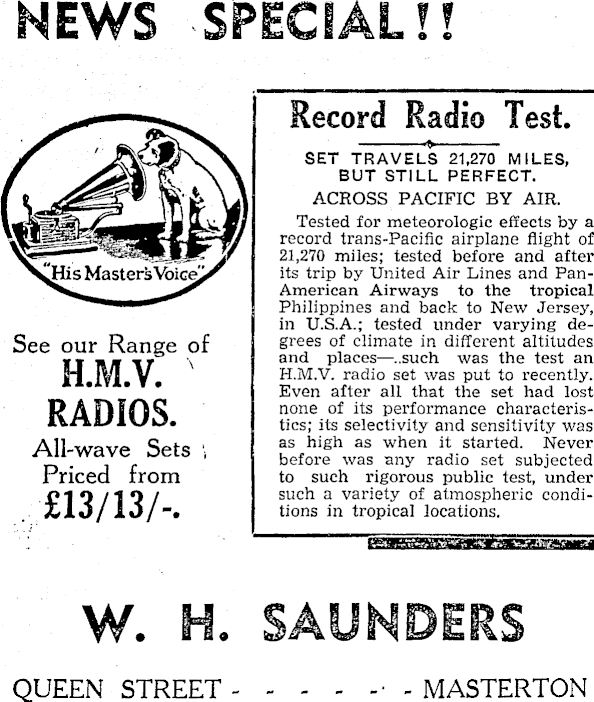 NEWS SPECIAL!!
"His Master's Voice"
See our Range of
H.M.V.
RADIOS.
All-wave Sets
Priced from
£13/13/-.
Record Radio Test.
SET TRAVELS 21,270 MILES,
BUT STILL PERFECT.
ACROSS PACIFIC BY AIR.
Tested for meteorologic effects by a
record trans-Pacific airplane flight of
21,270 miles; tested before and after
its trip by United Air Lines and Pan-
American Airways to the tropical
Philippines and back to New Jersey,
in U.S.A.; tested under varying de-
grees of climate in different altitudes
and places—..such was the test an
H.M.V. radio set was put to recently.
Even after all that the set had lost
none of its performance characteris-
tics; its selectivity and sensitivity was
as high as when it started. Never
before was any radio set subjected
to such rigorous public test, under
such a variety of atmospheric condi-
tions in tropical locations.
W. H. SAUNDERS
QUEEN STREET - - - - - - MASTERTON